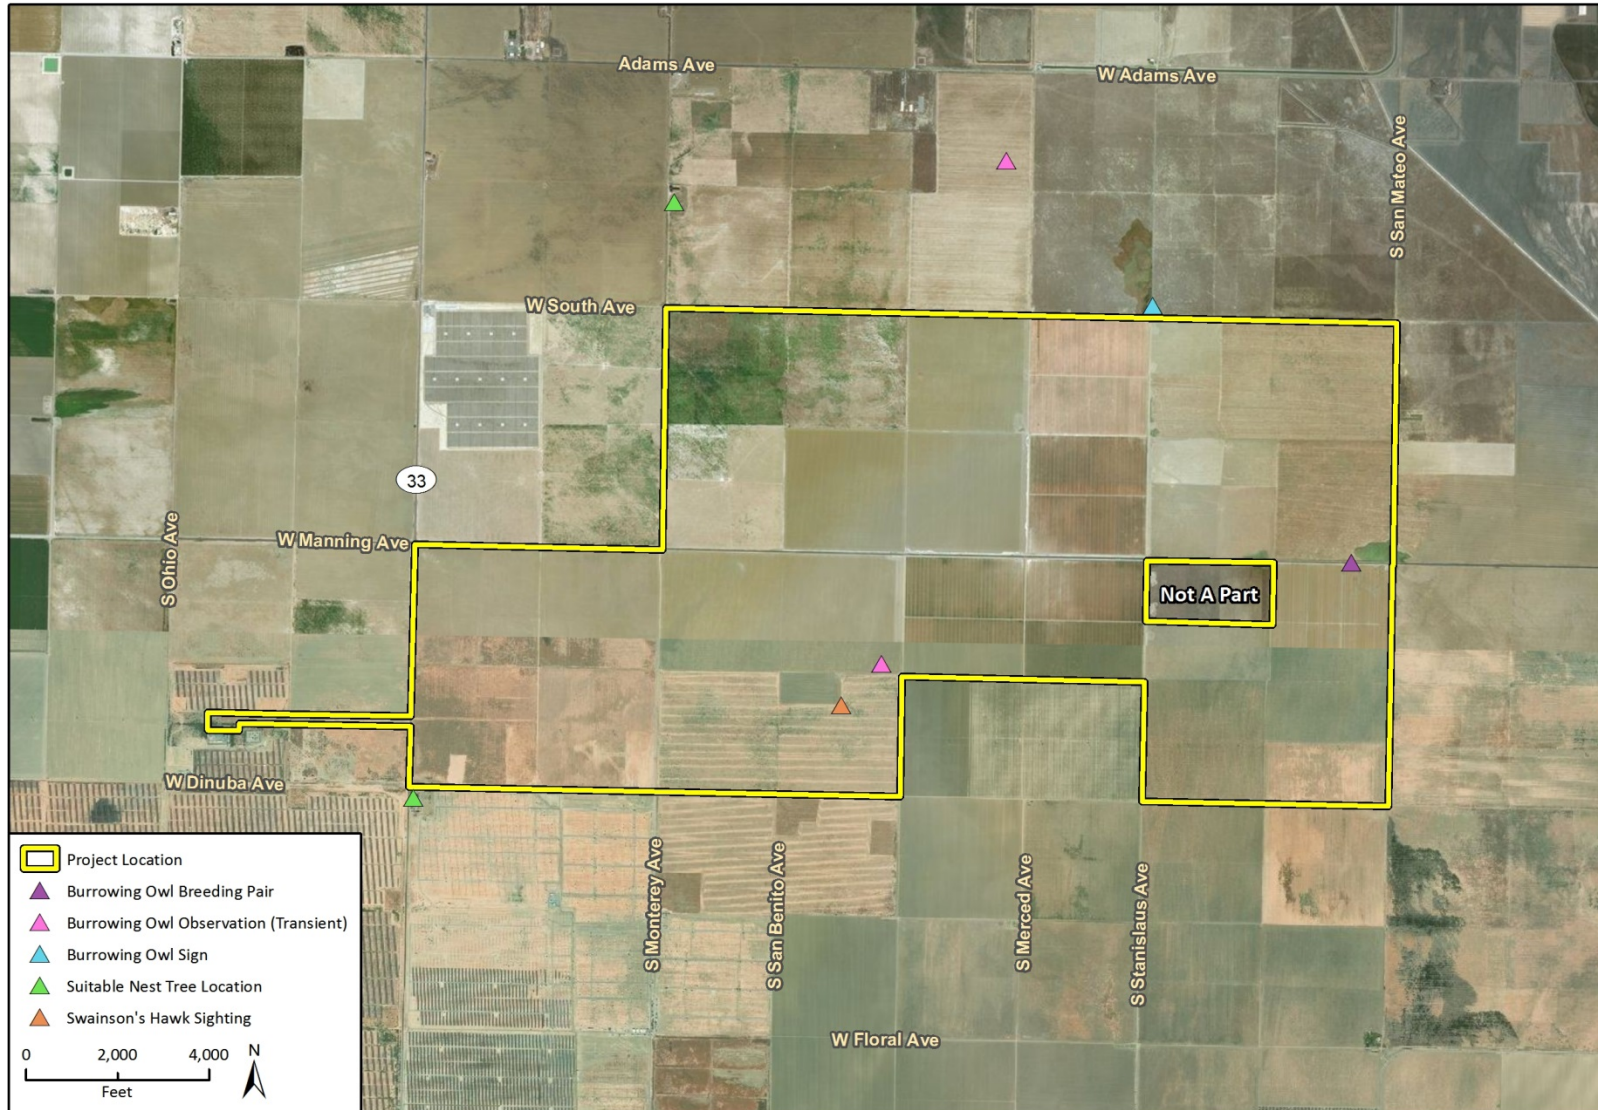 Adams Ave
W Adams Ave
S San Mateo Ave
W South Ave
33
W Manning Ave
S Ohio Ave
Not A Part
W Dinuba Ave
S Monterey Ave
S San Benito Ave
S Merced Ave
S Stanislaus Ave
W Floral Ave
Project Location
Burrowing Owl Breeding Pair
Burrowing Owl Observation (Transient)
Burrowing Owl Sign
Suitable Nest Tree Location
Swainson's Hawk Sighting
0 2,000 4,000
Feet
N